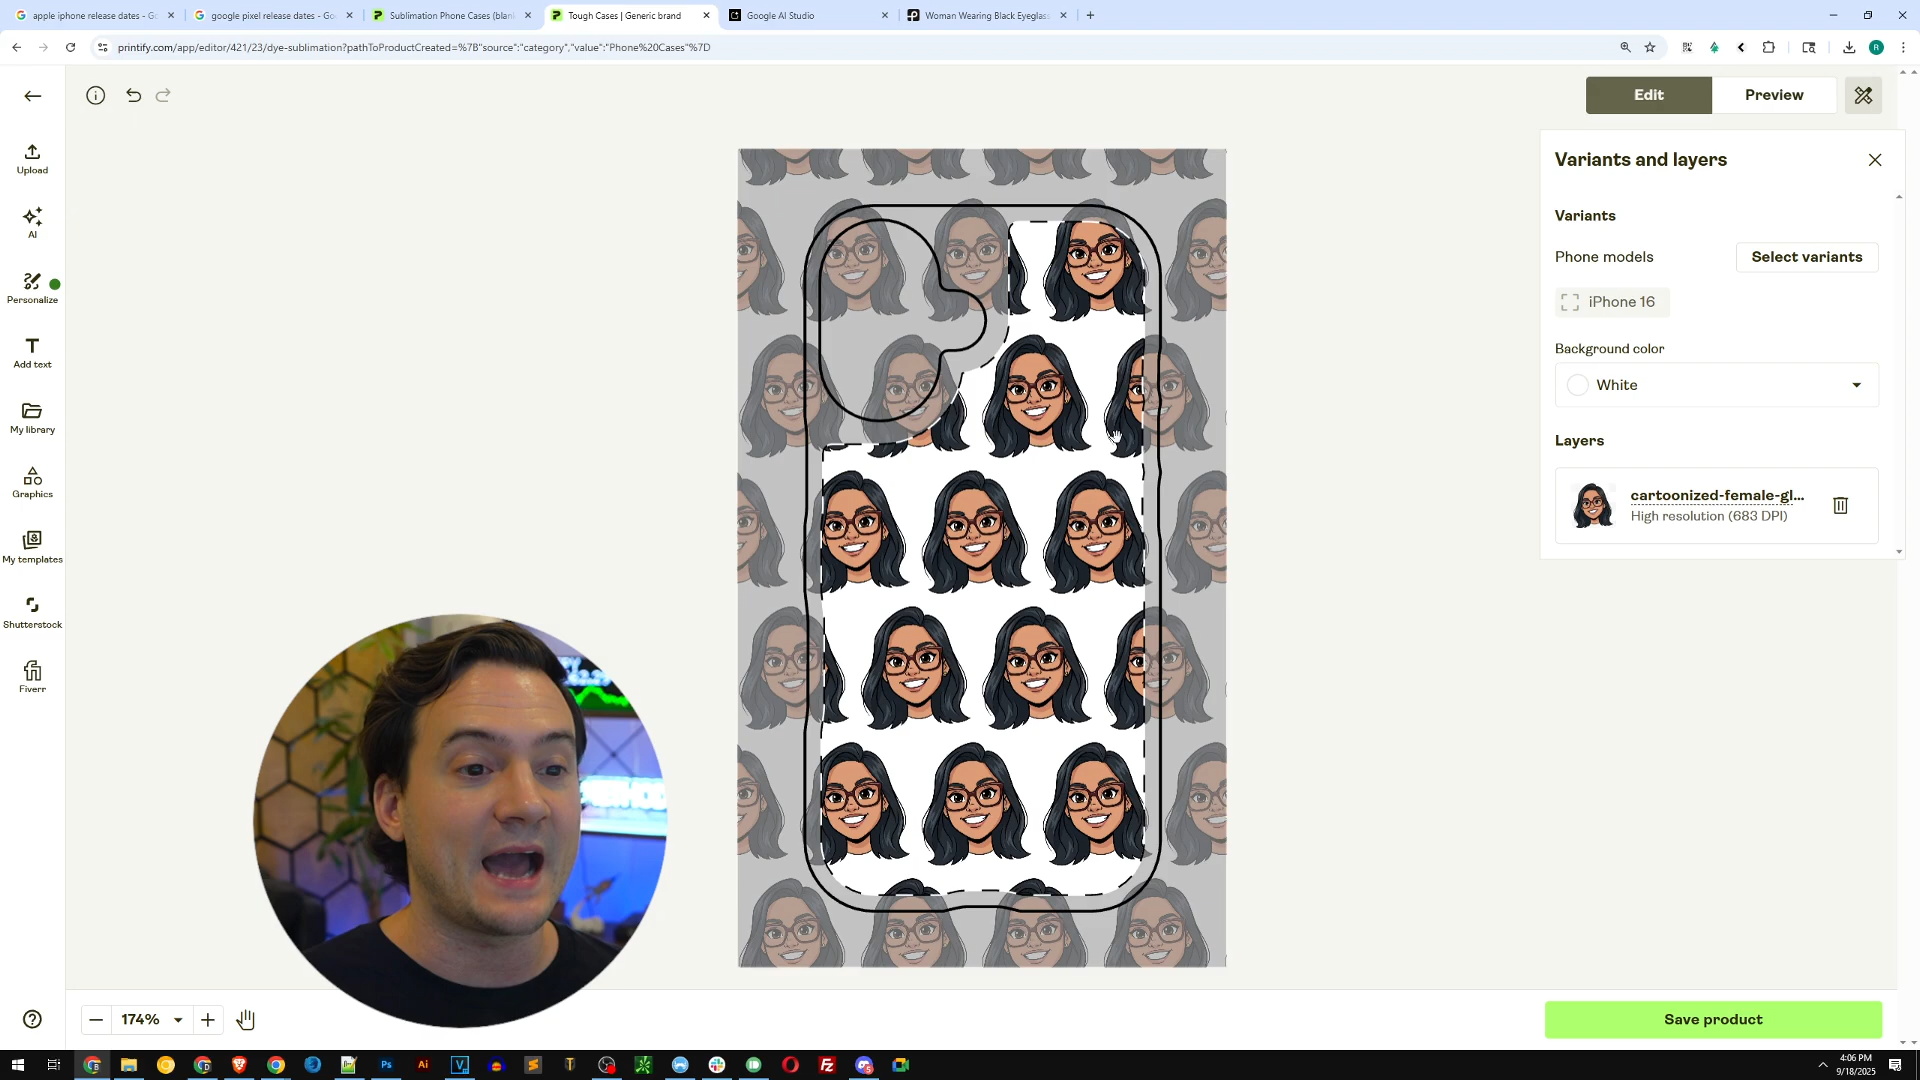 apple iphone release dates - Go
google pixel release dates - Go
Sublimation Phone Cases (blan
Tough Cases | Generic brand
Google AI Studio
Woman Wearing Black Eyeglass
printify.com/app/editor/421/23/dye-sublimation?pathToProductCreated=%7B"source":"category","value":"Phone%20Cases"%7D
R
Edit
Preview
Upload
AI
Personalize
Add text
My library
Graphics
My templates
Shutterstock
Fiverr
Variants and layers
Variants
Phone models
Select variants
iPhone 16
Background color
White
Layers
cartoonized-female-gl...
High resolution (683 DPI)
174%
Save product
4:06 PM
9/18/2025